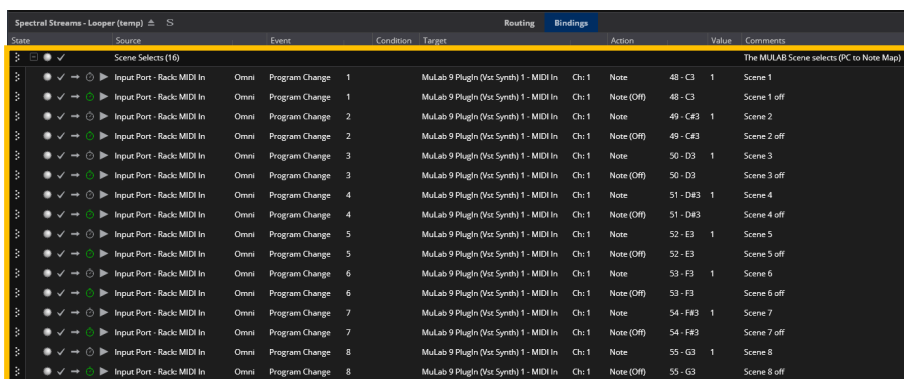 Spectral Streams - Looper (temp) S Routing Bindings
State Source Event Condition Target Action Value Comments
Scene Selects (16) The MULAB Scene selects (PC to Note Map)
Input Port - Rack: MIDI In Omni Program Change 1 MuLab 9 PlugIn (Vst Synth) 1 - MIDI In Ch: 1 Note 48 - C3 1 Scene 1
Input Port - Rack: MIDI In Omni Program Change 1 MuLab 9 PlugIn (Vst Synth) 1 - MIDI In Ch: 1 Note (Off) 48 - C3 Scene 1 off
Input Port - Rack: MIDI In Omni Program Change 2 MuLab 9 PlugIn (Vst Synth) 1 - MIDI In Ch: 1 Note 49 - C#3 1 Scene 2
Input Port - Rack: MIDI In Omni Program Change 2 MuLab 9 PlugIn (Vst Synth) 1 - MIDI In Ch: 1 Note (Off) 49 - C#3 Scene 2 off
Input Port - Rack: MIDI In Omni Program Change 3 MuLab 9 PlugIn (Vst Synth) 1 - MIDI In Ch: 1 Note 50 - D3 1 Scene 3
Input Port - Rack: MIDI In Omni Program Change 3 MuLab 9 PlugIn (Vst Synth) 1 - MIDI In Ch: 1 Note (Off) 50 - D3 Scene 3 off
Input Port - Rack: MIDI In Omni Program Change 4 MuLab 9 PlugIn (Vst Synth) 1 - MIDI In Ch: 1 Note 51 - D#3 1 Scene 4
Input Port - Rack: MIDI In Omni Program Change 4 MuLab 9 PlugIn (Vst Synth) 1 - MIDI In Ch: 1 Note (Off) 51 - D#3 Scene 4 off
Input Port - Rack: MIDI In Omni Program Change 5 MuLab 9 PlugIn (Vst Synth) 1 - MIDI In Ch: 1 Note 52 - E3 1 Scene 5
Input Port - Rack: MIDI In Omni Program Change 5 MuLab 9 PlugIn (Vst Synth) 1 - MIDI In Ch: 1 Note (Off) 52 - E3 Scene 5 off
Input Port - Rack: MIDI In Omni Program Change 6 MuLab 9 PlugIn (Vst Synth) 1 - MIDI In Ch: 1 Note 53 - F3 1 Scene 6
Input Port - Rack: MIDI In Omni Program Change 6 MuLab 9 PlugIn (Vst Synth) 1 - MIDI In Ch: 1 Note (Off) 53 - F3 Scene 6 off
Input Port - Rack: MIDI In Omni Program Change 7 MuLab 9 PlugIn (Vst Synth) 1 - MIDI In Ch: 1 Note 54 - F#3 1 Scene 7
Input Port - Rack: MIDI In Omni Program Change 7 MuLab 9 PlugIn (Vst Synth) 1 - MIDI In Ch: 1 Note (Off) 54 - F#3 Scene 7 off
Input Port - Rack: MIDI In Omni Program Change 8 MuLab 9 PlugIn (Vst Synth) 1 - MIDI In Ch: 1 Note 55 - G3 1 Scene 8
Input Port - Rack: MIDI In Omni Program Change 8 MuLab 9 PlugIn (Vst Synth) 1 - MIDI In Ch: 1 Note (Off) 55 - G3 Scene 8 off